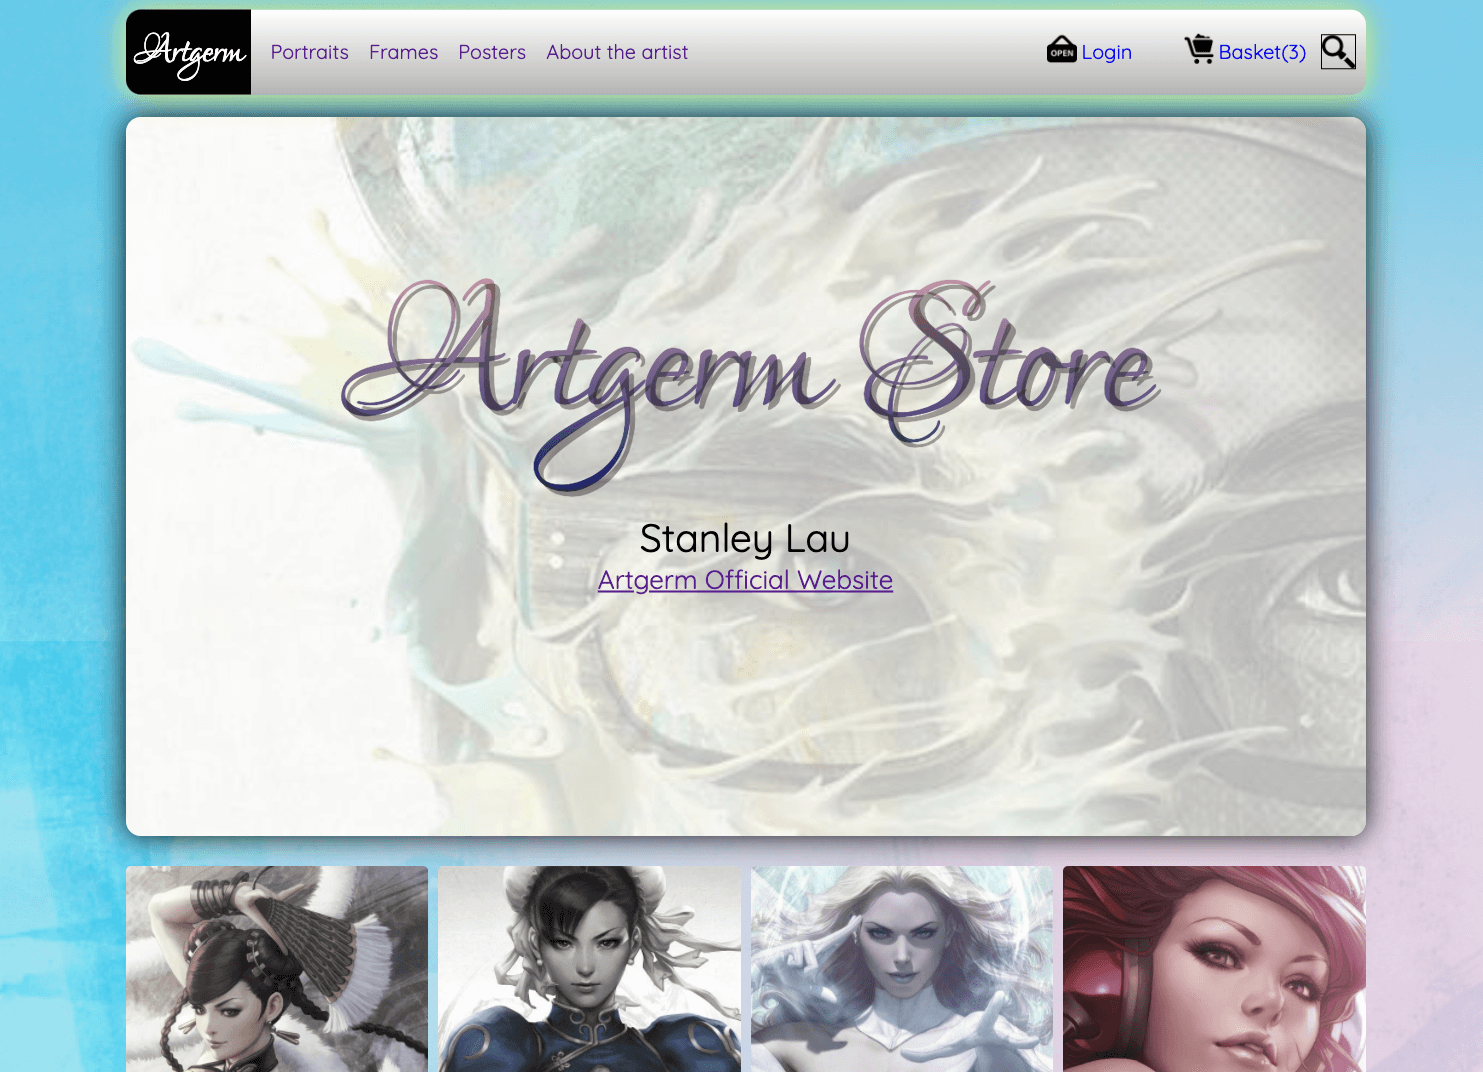 Artgerm
Portraits Frames Posters About the artist
OPEN Login Basket(3)
Artgerm Store
Stanley Lau
Artgerm Official Website